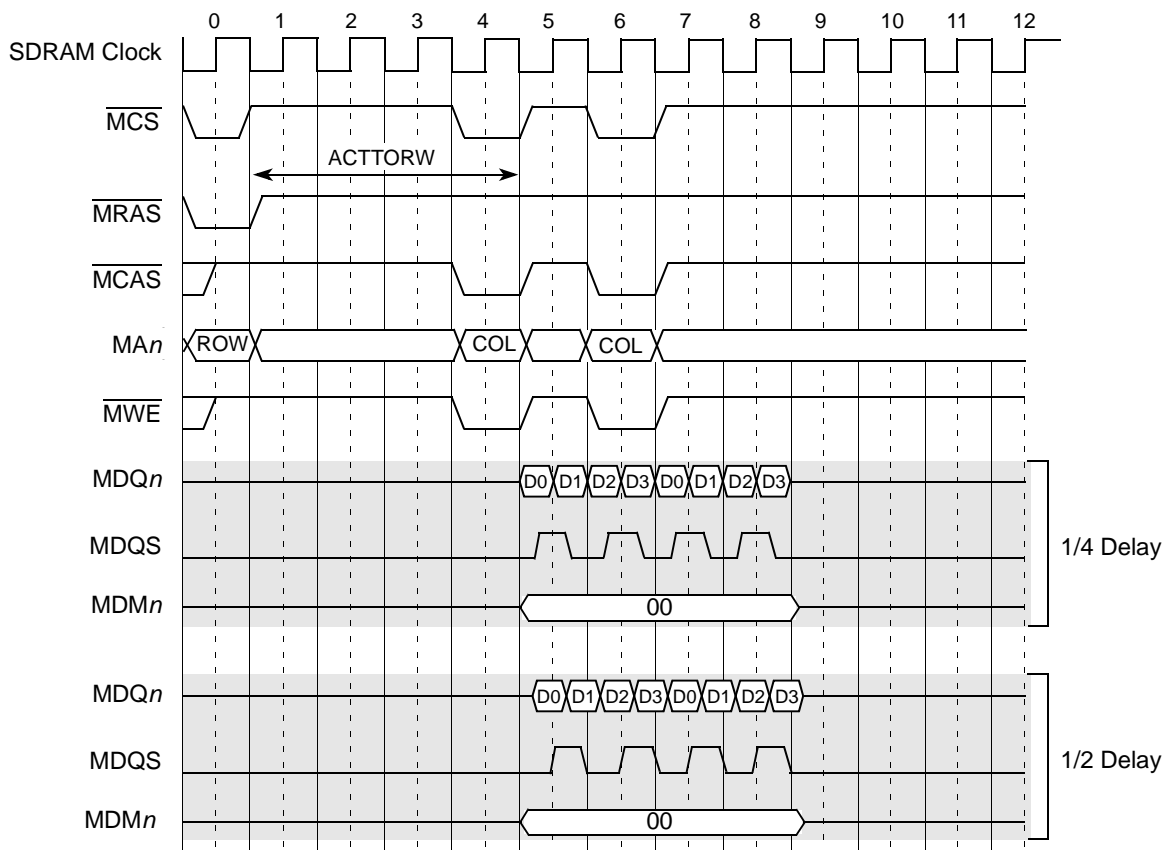 0 1 2 3 4 5 6 7 8 9 10 11 12
SDRAM Clock
MCS
ACTTORW
MRAS
MCAS
MAn ROW COL COL
MWE
MDQn D0 D1 D2 D3 D0 D1 D2 D3
MDQS
1/4 Delay
MDMn 00
MDQn D0 D1 D2 D3 D0 D1 D2 D3
MDQS
1/2 Delay
MDMn 00